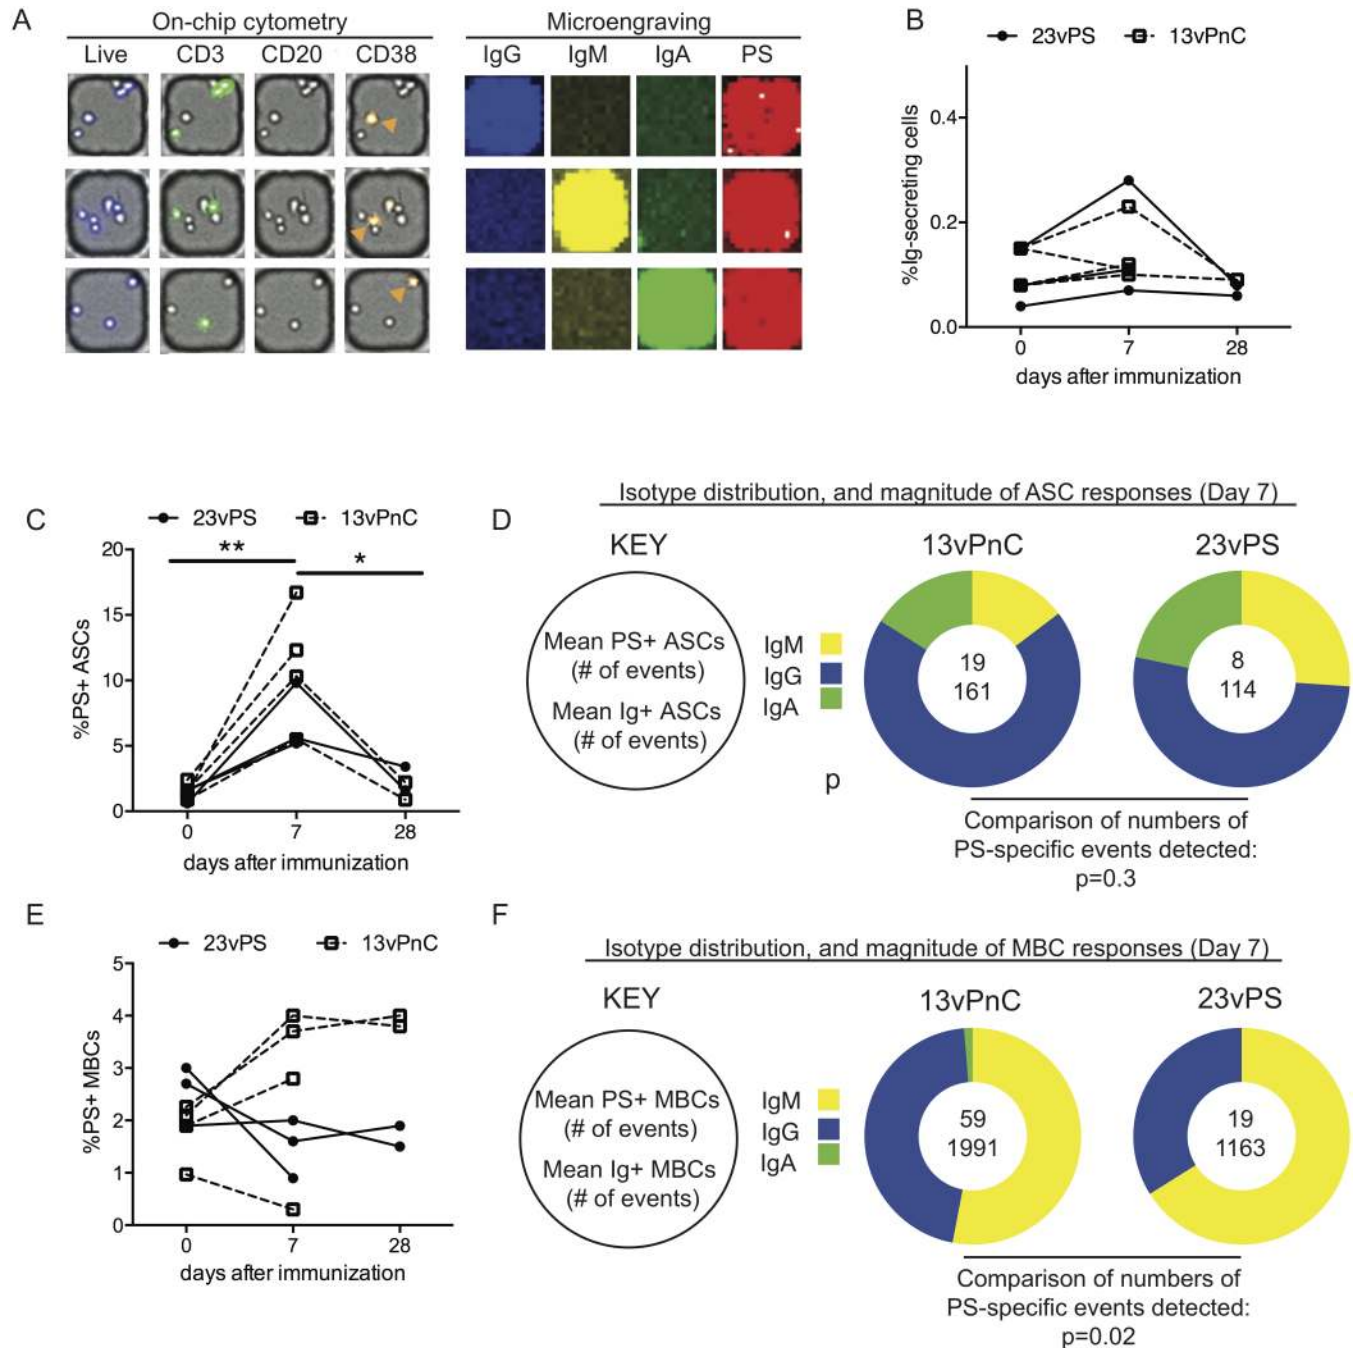 A
On-chip cytometry
Microengraving
Live CD3 CD20 CD38
IgG IgM IgA PS
B
23vPS 13vPnC
%Ig-secreting cells
0.4
0.2
0.0
0 7 28
days after immunization
C
23vPS 13vPnC
** *
%PS+ ASCs
20
15
10
5
0
0 7 28
days after immunization
D
Isotype distribution, and magnitude of ASC responses (Day 7)
KEY
Mean PS+ ASCs
(# of events)
Mean Ig+ ASCs
(# of events)
IgM
IgG
IgA
p
13vPnC
19
161
23vPS
8
114
Comparison of numbers of
PS-specific events detected:
p=0.3
E
23vPS 13vPnC
%PS+ MBCs
5
4
3
2
1
0
0 7 28
days after immunization
F
Isotype distribution, and magnitude of MBC responses (Day 7)
KEY
Mean PS+ MBCs
(# of events)
Mean Ig+ MBCs
(# of events)
IgM
IgG
IgA
13vPnC
59
1991
23vPS
19
1163
Comparison of numbers of
PS-specific events detected:
p=0.02